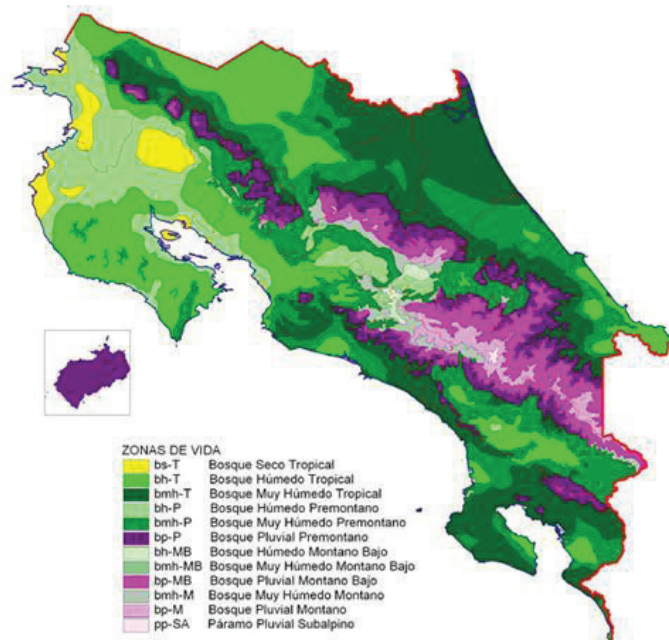 ZONAS DE VIDA
bs-T Bosque Seco Tropical
bh-T Bosque Húmedo Tropical
bmh-T Bosque Muy Húmedo Tropical
bh-P Bosque Húmedo Premontano
bmh-P Bosque Muy Húmedo Premontano
bp-P Bosque Pluvial Premontano
bh-MB Bosque Húmedo Montano Bajo
bmh-MB Bosque Muy Húmedo Montano Bajo
bp-MB Bosque Pluvial Montano Bajo
bmh-M Bosque Muy Húmedo Montano
bp-M Bosque Pluvial Montano
pp-SA Páramo Pluvial Subalpino